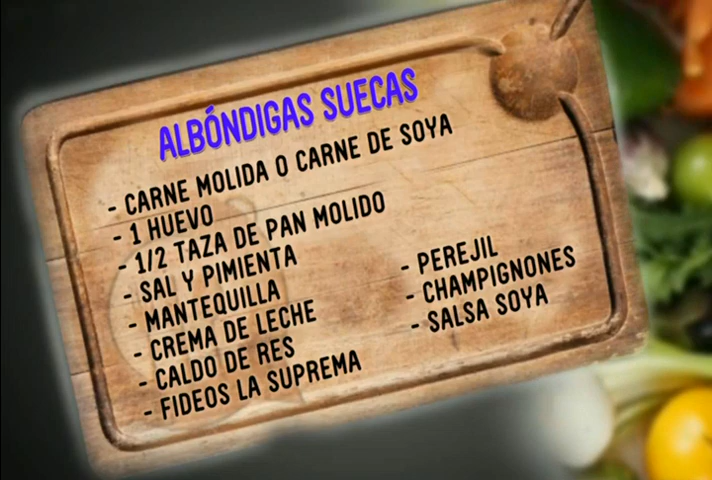 ALBÓNDIGAS SUECAS
- CARNE MOLIDA O CARNE DE SOYA
- 1 HUEVO
- 1/2 TAZA DE PAN MOLIDO
- SAL Y PIMIENTA
- MANTEQUILLA
- CREMA DE LECHE
- CALDO DE RES
- FIDEOS LA SUPREMA
- PEREJIL
- CHAMPIGNONES
- SALSA SOYA